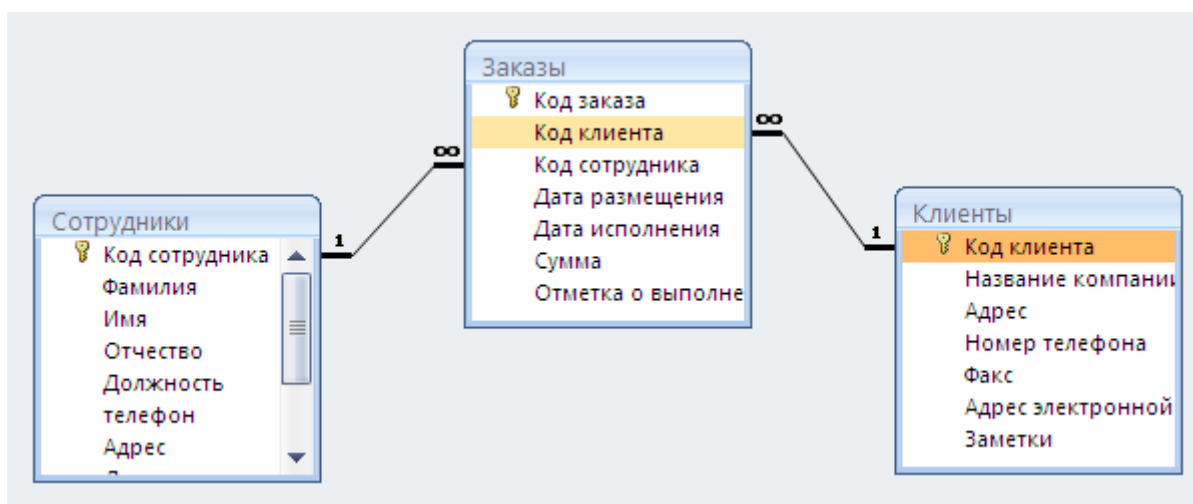 Заказы
Код заказа
Код клиента
Код сотрудника
Дата размещения
Дата исполнения
Сумма
Отметка о выполне
∞
∞
1
1
Сотрудники
Код сотрудника
Фамилия
Имя
Отчество
Должность
телефон
Адрес
Клиенты
Код клиента
Название компании
Адрес
Номер телефона
Факс
Адрес электронной
Заметки